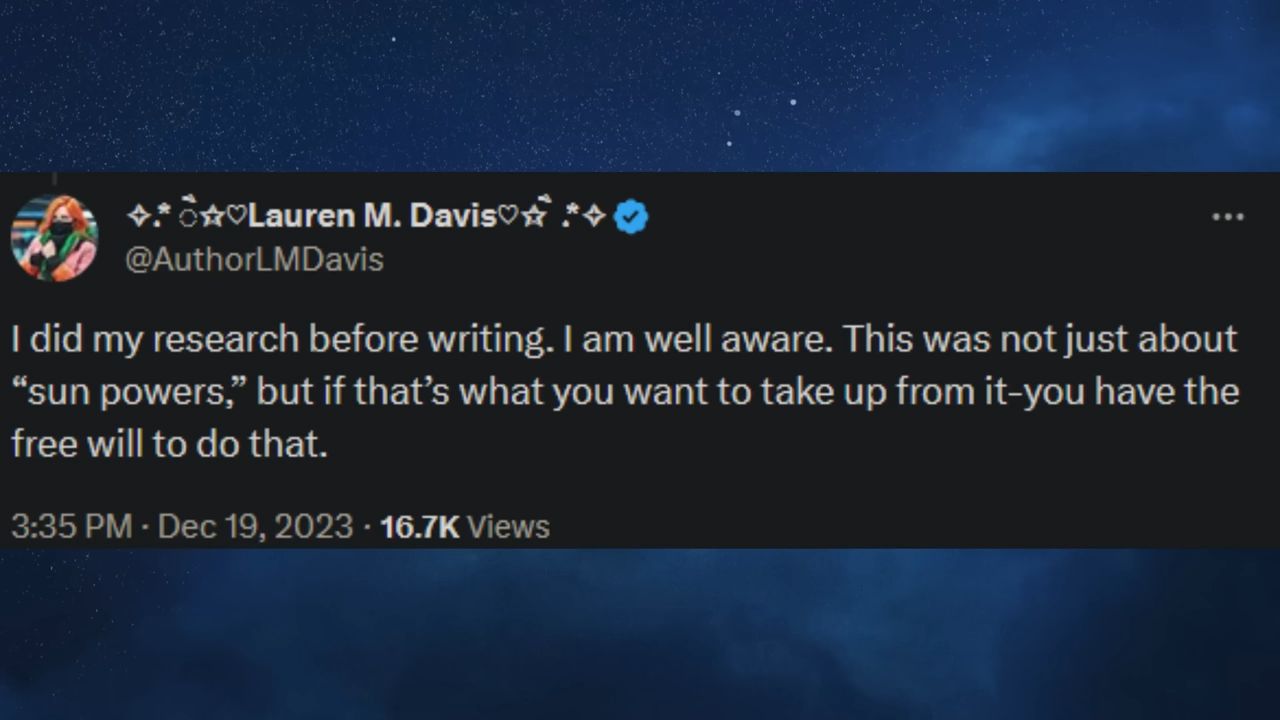 ✧.* ੈ☆♡Lauren M. Davis♡☆ ੈ.*✧
@AuthorLMDavis
I did my research before writing. I am well aware. This was not just about
“sun powers,” but if that’s what you want to take up from it-you have the
free will to do that.
3:35 PM · Dec 19, 2023 · 16.7K Views